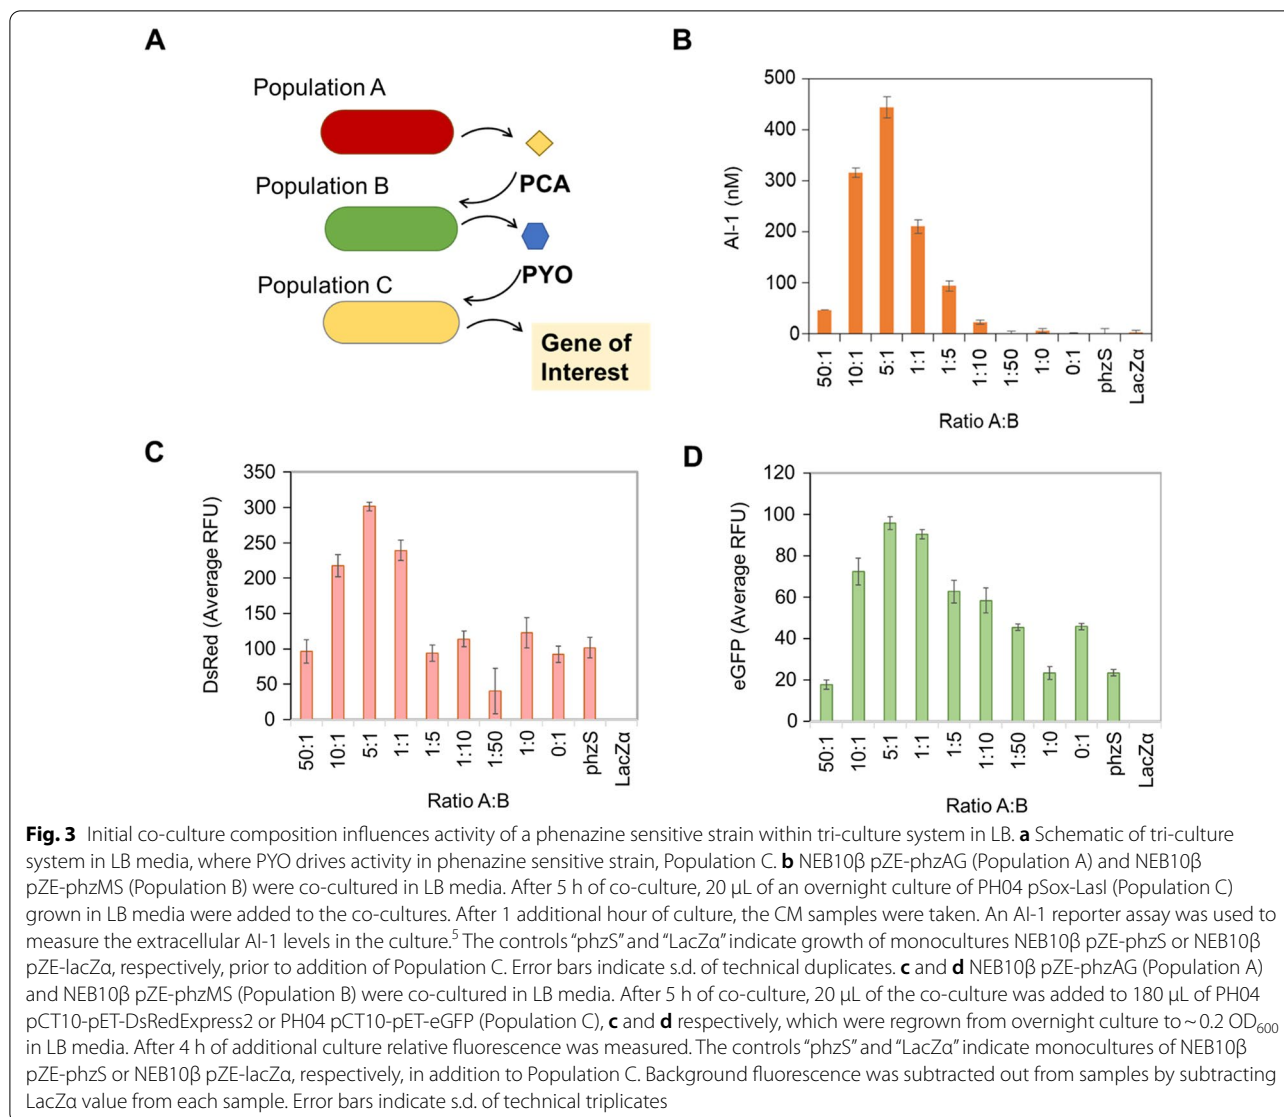 A
Population A
PCA
Population B
PYO
Population C
Gene of
Interest
B
500
400
300
200
100
0
AI-1 (nM)
50:1
10:1
5:1
1:1
1:5
1:10
1:50
1:0
0:1
phzS
LacZα
Ratio A:B
C
350
300
250
200
150
100
50
0
DsRed (Average RFU)
50:1
10:1
5:1
1:1
1:5
1:10
1:50
1:0
0:1
phzS
LacZα
Ratio A:B
D
120
100
80
60
40
20
0
eGFP (Average RFU)
50:1
10:1
5:1
1:1
1:5
1:10
1:50
1:0
0:1
phzS
LacZα
Ratio A:B
Fig. 3 Initial co-culture composition influences activity of a phenazine sensitive strain within tri-culture system in LB. a Schematic of tri-culture
system in LB media, where PYO drives activity in phenazine sensitive strain, Population C. b NEB10β pZE-phzAG (Population A) and NEB10β
pZE-phzMS (Population B) were co-cultured in LB media. After 5 h of co-culture, 20 µL of an overnight culture of PH04 pSox-LasI (Population C)
grown in LB media were added to the co-cultures. After 1 additional hour of culture, the CM samples were taken. An AI-1 reporter assay was used to
measure the extracellular AI-1 levels in the culture.5 The controls “phzS” and “LacZα” indicate growth of monocultures NEB10β pZE-phzS or NEB10β
pZE-lacZα, respectively, prior to addition of Population C. Error bars indicate s.d. of technical duplicates. c and d NEB10β pZE-phzAG (Population A)
and NEB10β pZE-phzMS (Population B) were co-cultured in LB media. After 5 h of co-culture, 20 µL of the co-culture was added to 180 µL of PH04
pCT10-pET-DsRedExpress2 or PH04 pCT10-pET-eGFP (Population C), c and d respectively, which were regrown from overnight culture to ~ 0.2 OD600
in LB media. After 4 h of additional culture relative fluorescence was measured. The controls “phzS” and “LacZα” indicate monocultures of NEB10β
pZE-phzS or NEB10β pZE-lacZα, respectively, in addition to Population C. Background fluorescence was subtracted out from samples by subtracting
LacZα value from each sample. Error bars indicate s.d. of technical triplicates